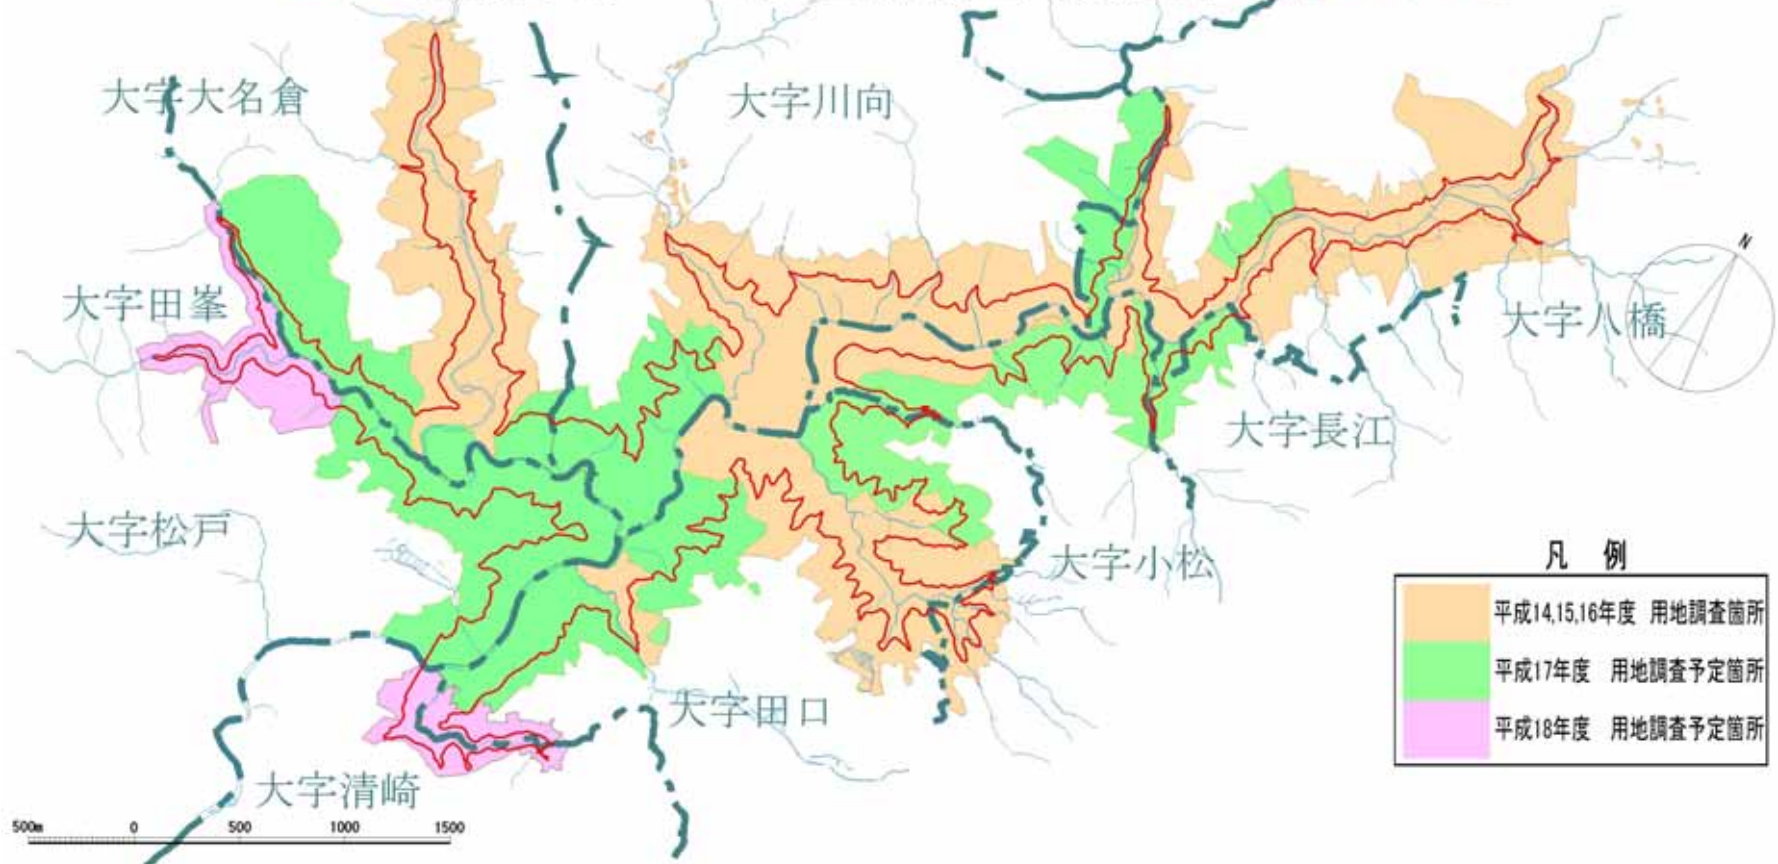 大字大名倉
大字川向
N
大字田峯
大字八橋
大字長江
大字松戸
大字小松
大字田口
大字清崎
凡 例
平成14,15,16年度 用地調査箇所
平成17年度 用地調査予定箇所
平成18年度 用地調査予定箇所
500m 0 500 1000 1500